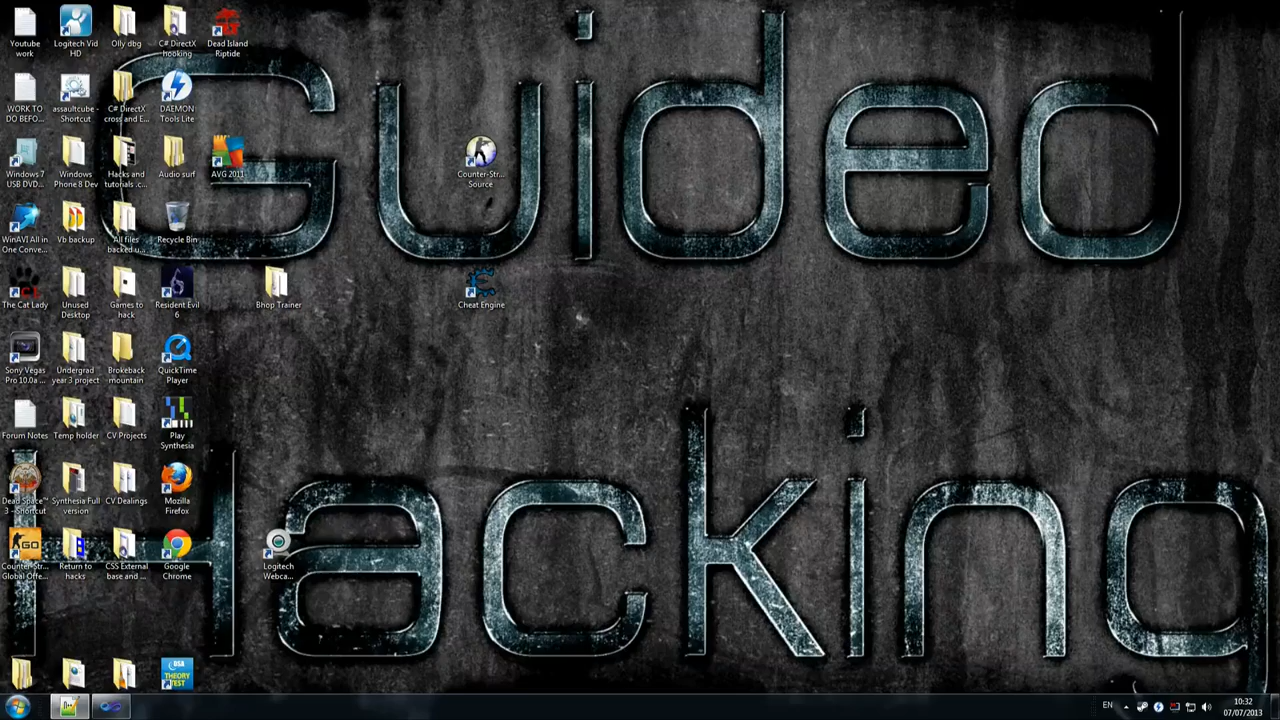 Guided
Hacking
Youtube
work
Logitech Vid
HD
Olly dbg
C# DirectX
hooking
Dead Island
Riptide
WORK TO
DO BEFO...
assaultcube -
Shortcut
C# DirectX
cross and E...
DAEMON
Tools Lite
Windows 7
USB DVD...
Windows
Phone 8 Dev
Hacks and
tutorials .c...
Audio surf
AVG 2011
Counter-Str...
Source
WinAVI All in
One Conve...
Vb backup
All files
backed u...
Recycle Bin
The Cat Lady
Unused
Desktop
Games to
hack
Resident Evil
6
Bhop Trainer
Cheat Engine
Sony Vegas
Pro 10.0a ...
Undergrad
year 3 project
Brokeback
mountain
QuickTime
Player
Forum Notes
Temp holder
CV Projects
Play
Synthesia
Dead Space™
3 - Shortcut
Synthesia Full
version
CV Dealings
Mozilla
Firefox
GO
Counter-Str...
Global Offe...
Return to
hacks
CSS External
base and ...
Google
Chrome
Logitech
Webca...
DSA
THEORY
TEST
EN
10:32
07/07/2013